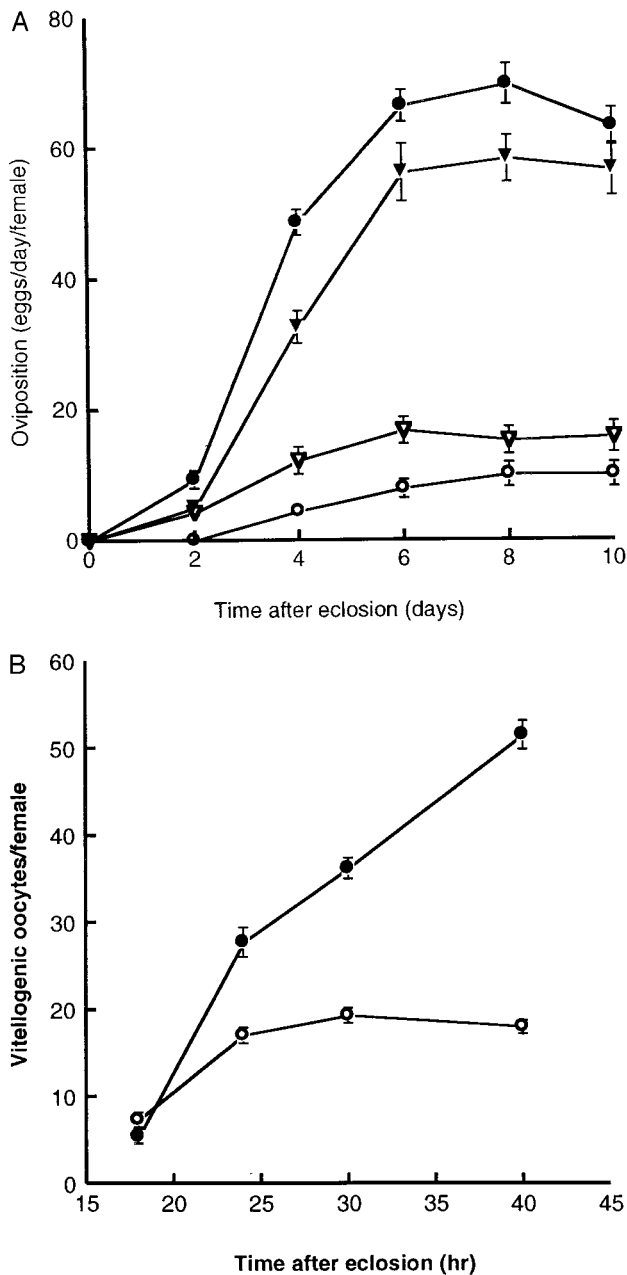 A
Oviposition (eggs/day/female)
80
60
40
20
0
0 2 4 6 8 10
Time after eclosion (days)
B
Vitellogenic oocytes/female
60
50
40
30
20
10
0
15 20 25 30 35 40 45
Time after eclosion (hr)